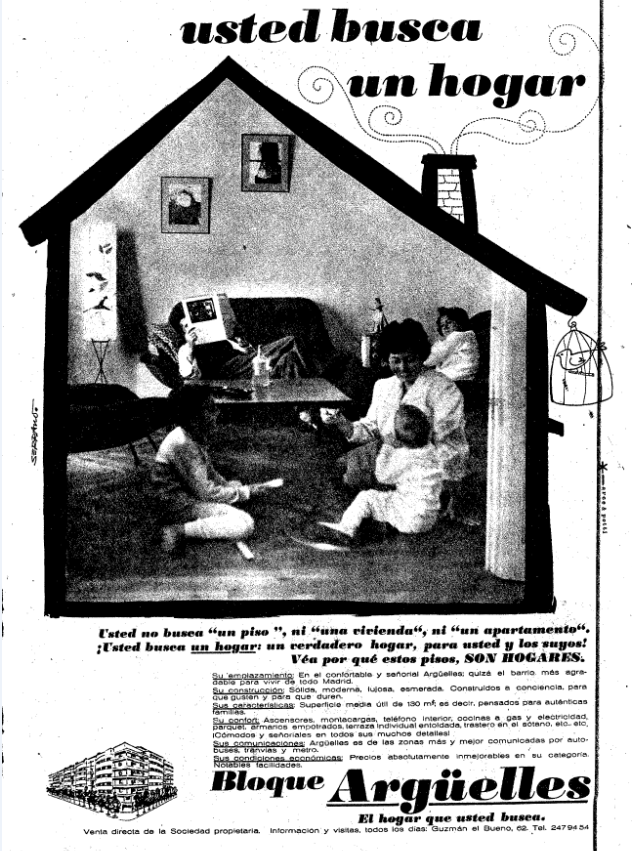 usted busca
un hogar
SERRANO.
Usted no busca “un piso”, ni “una vivienda“, ni “un apartamento“.
¡Usted busca un hogar: un verdadero hogar, para usted y los suyos!
Véa por qué estos pisos, SON HOGARES.
Su emplazamiento: En el confortable y señorial Argüelles; quizá el barrio más agra-
dable para vivir de todo Madrid.
Su construcción: Sólida, moderna, lujosa, esmerada. Construidos a conciencia, para
que gusten y para que duren.
Sus características: Superficie media útil de 130 m²; es decir, pensados para auténticas
familias.
Su confort: Ascensores, montacargas, teléfono interior, cocinas a gas y electricidad,
parquet, armarios empotrados, terraza individual entoldada, trastero en el sótano, etc., etc.
¡Cómodos y señoriales en todos sus muchos detalles!
Sus comunicaciones: Argüelles es de las zonas más y mejor comunicadas por auto-
buses, tranvías y metro.
Sus condiciones económicas: Precios absolutamente inmejorables en su categoría.
Notables facilidades.
Bloque Argüelles
El hogar que usted busca.
Venta directa de la Sociedad propietaria. Información y visitas, todos los días: Guzmán el Bueno, 62. Tel. 2479454